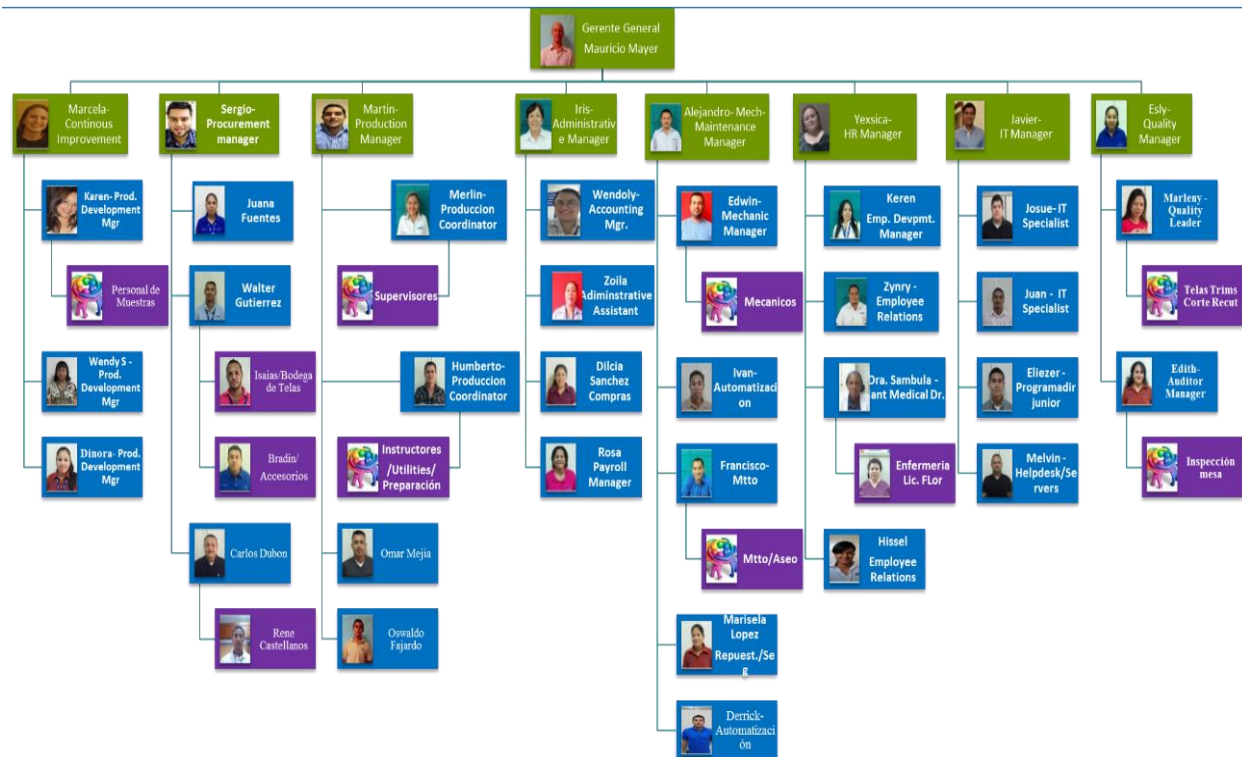 Gerente General
Mauricio Mayer
Marcela-
Continous
Improvement
Sergio-
Procurement
manager
Martin-
Production
Manager
Iris-
Administrativ
e Manager
Alejandro- Mech-
Maintenance
Manager
Yexsica-
HR Manager
Javier-
IT Manager
Esly-
Quality
Manager
Karen- Prod.
Development
Mgr
Personal de
Muestras
Wendy S -
Prod.
Development
Mgr
Dinora- Prod.
Development
Mgr
Juana
Fuentes
Walter
Gutierrez
Isaias/Bodega
de Telas
Bradin/
Accesorios
Carlos Dubon
Rene
Castellanos
Merlin-
Produccion
Coordinator
Supervisores
Humberto-
Produccion
Coordinator
Instructores
/Utilities/
Preparación
Omar Mejia
Oswaldo
Fajardo
Wendoly-
Accounting
Mgr.
Zoila
Adiminstrative
Assistant
Dilcia
Sanchez
Compras
Rosa
Payroll
Manager
Edwin-
Mechanic
Manager
Mecanicos
Ivan-
Automatizac
ion
Francisco-
Mtto
Mtto/Aseo
Marisela
Lopez
Repuest./Se
g
Derrick-
Automatizaci
ón
Keren
Emp. Devpmt.
Manager
Zynry -
Employee
Relations
Dra. Sambula -
lant Medical Dr.
Enfermeria
Lic. FLor
Hissel
Employee
Relations
Josue- IT
Specialist
Juan - IT
Specialist
Eliezer -
Programadir
junior
Melvin -
Helpdesk/Se
rvers
Marleny -
Quality
Leader
Telas Trims
Corte Recut
Edith-
Auditor
Manager
Inspección
mesa